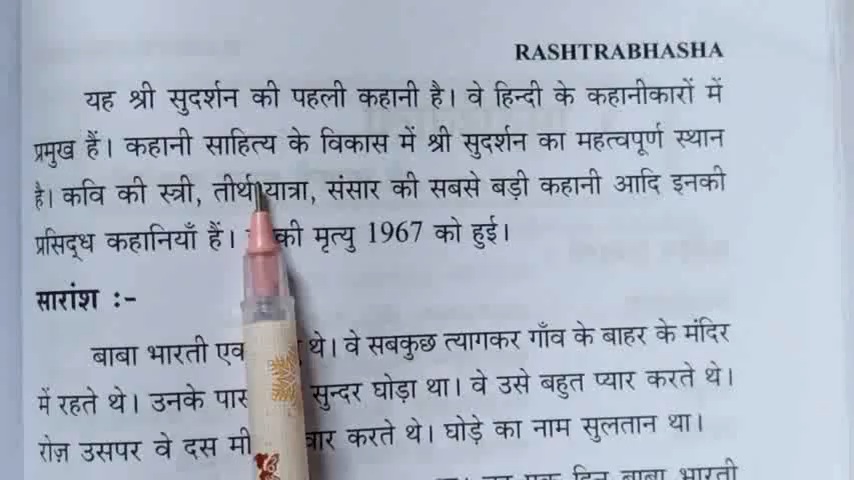 RASHTRABHASHA
यह श्री सुदर्शन की पहली कहानी है। वे हिन्दी के कहानीकारों में
प्रमुख हैं। कहानी साहित्य के विकास में श्री सुदर्शन का महत्वपूर्ण स्थान
है। कवि की स्त्री, तीर्थयात्रा, संसार की सबसे बड़ी कहानी आदि इनकी
प्रसिद्ध कहानियाँ हैं। की मृत्यु 1967 को हुई।
सारांश :-
बाबा भारती एक थे। वे सबकुछ त्यागकर गाँव के बाहर के मंदिर
में रहते थे। उनके पास सुन्दर घोड़ा था। वे उसे बहुत प्यार करते थे।
रोज़ उसपर वे दस करते थे। घोड़े का नाम सुलतान था।
एक दिन बाबा भारती